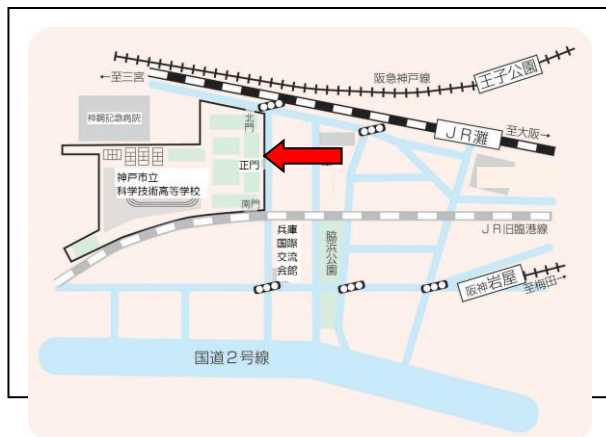 阪急神戸線
王子公園
←至三宮
北門
神鋼記念病院
JR灘
至大阪→
正門
神戸市立
科学技術高等学校
南門
JR旧臨港線
兵庫
国際
交流
会館
脇浜公園
阪神岩屋
至梅田→
国道2号線